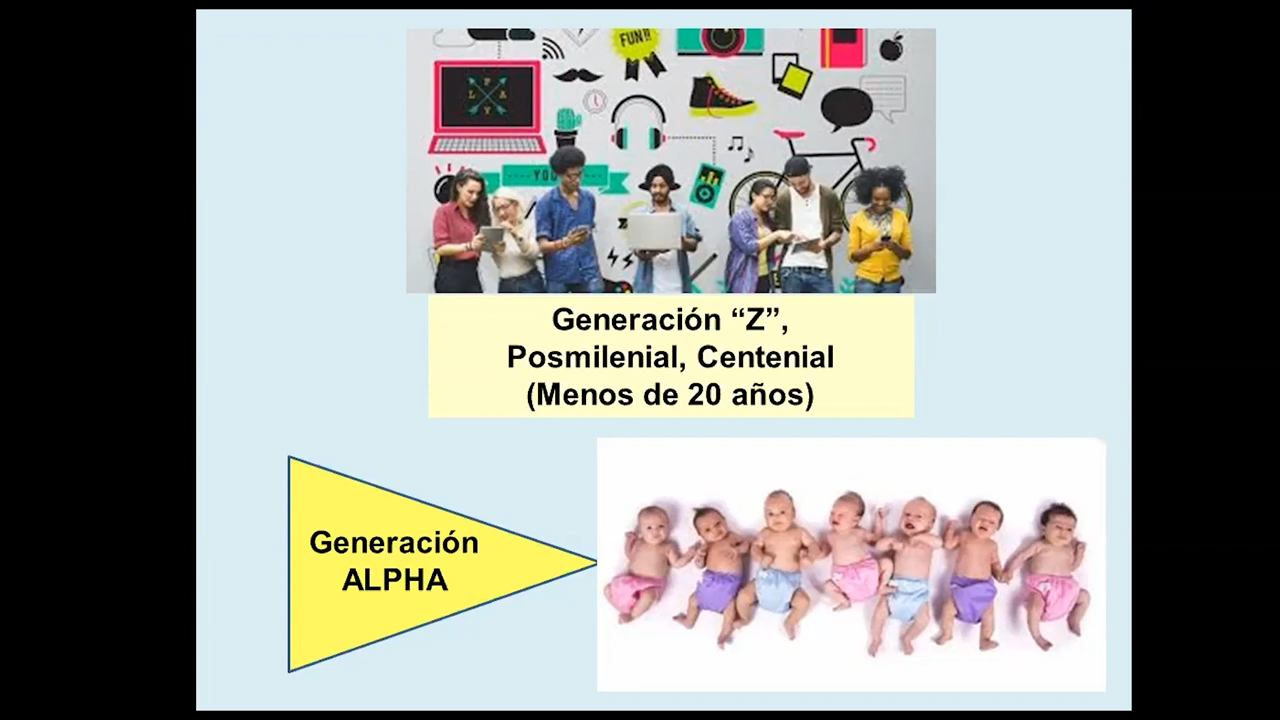 FUN!!
P
L A
A
Y
YOU
Generación “Z”,
Posmilenial, Centenial
(Menos de 20 años)
Generación
ALPHA